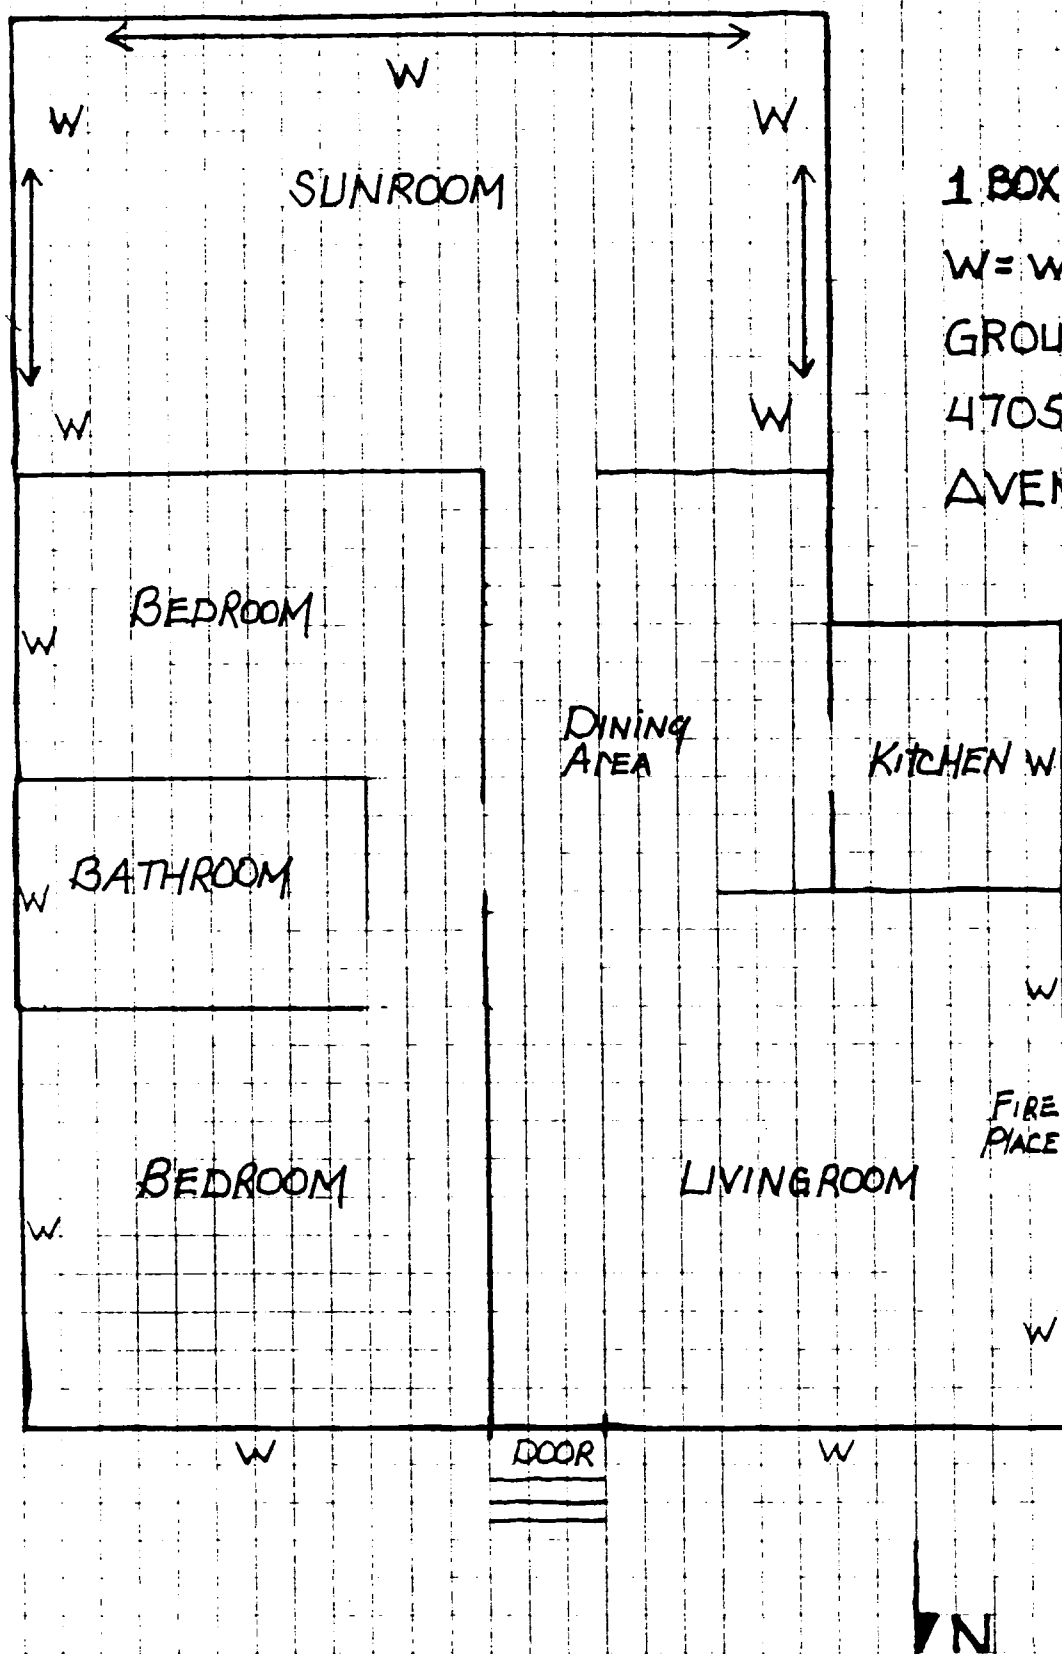 W
W
W
SUNROOM
1 BOX
W = W
GROU
4705
AVEN
W
W
BEDROOM
W
DINING
AREA
KITCHEN W
BATHROOM
W
W
FIRE
PLACE
BEDROOM
LIVINGROOM
W
W
W
DOOR
W
N